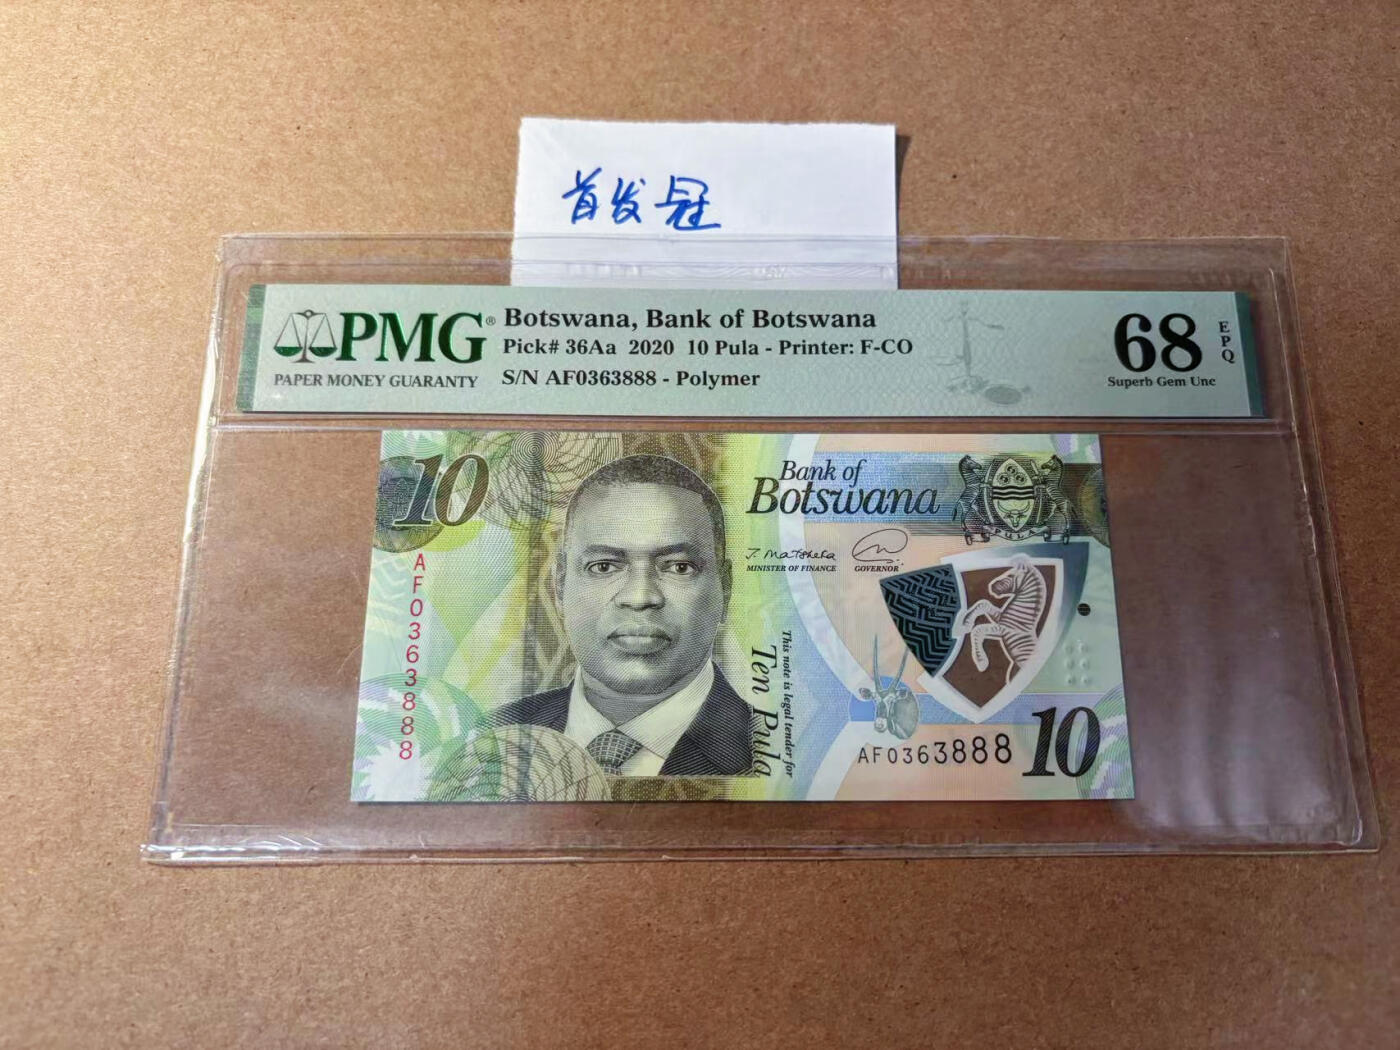 首发冠
PMG®
PAPER MONEY GUARANTY
Botswana, Bank of Botswana
Pick# 36Aa 2020 10 Pula - Printer: F-CO
S/N AF0363888 - Polymer
68
EPQ
Superb Gem Unc
10
Bank of
Botswana
PULA
J. Matsheka
MINISTER OF FINANCE
GOVERNOR
AF0363888
This note is legal tender for
Ten Pula
AF0363888
10